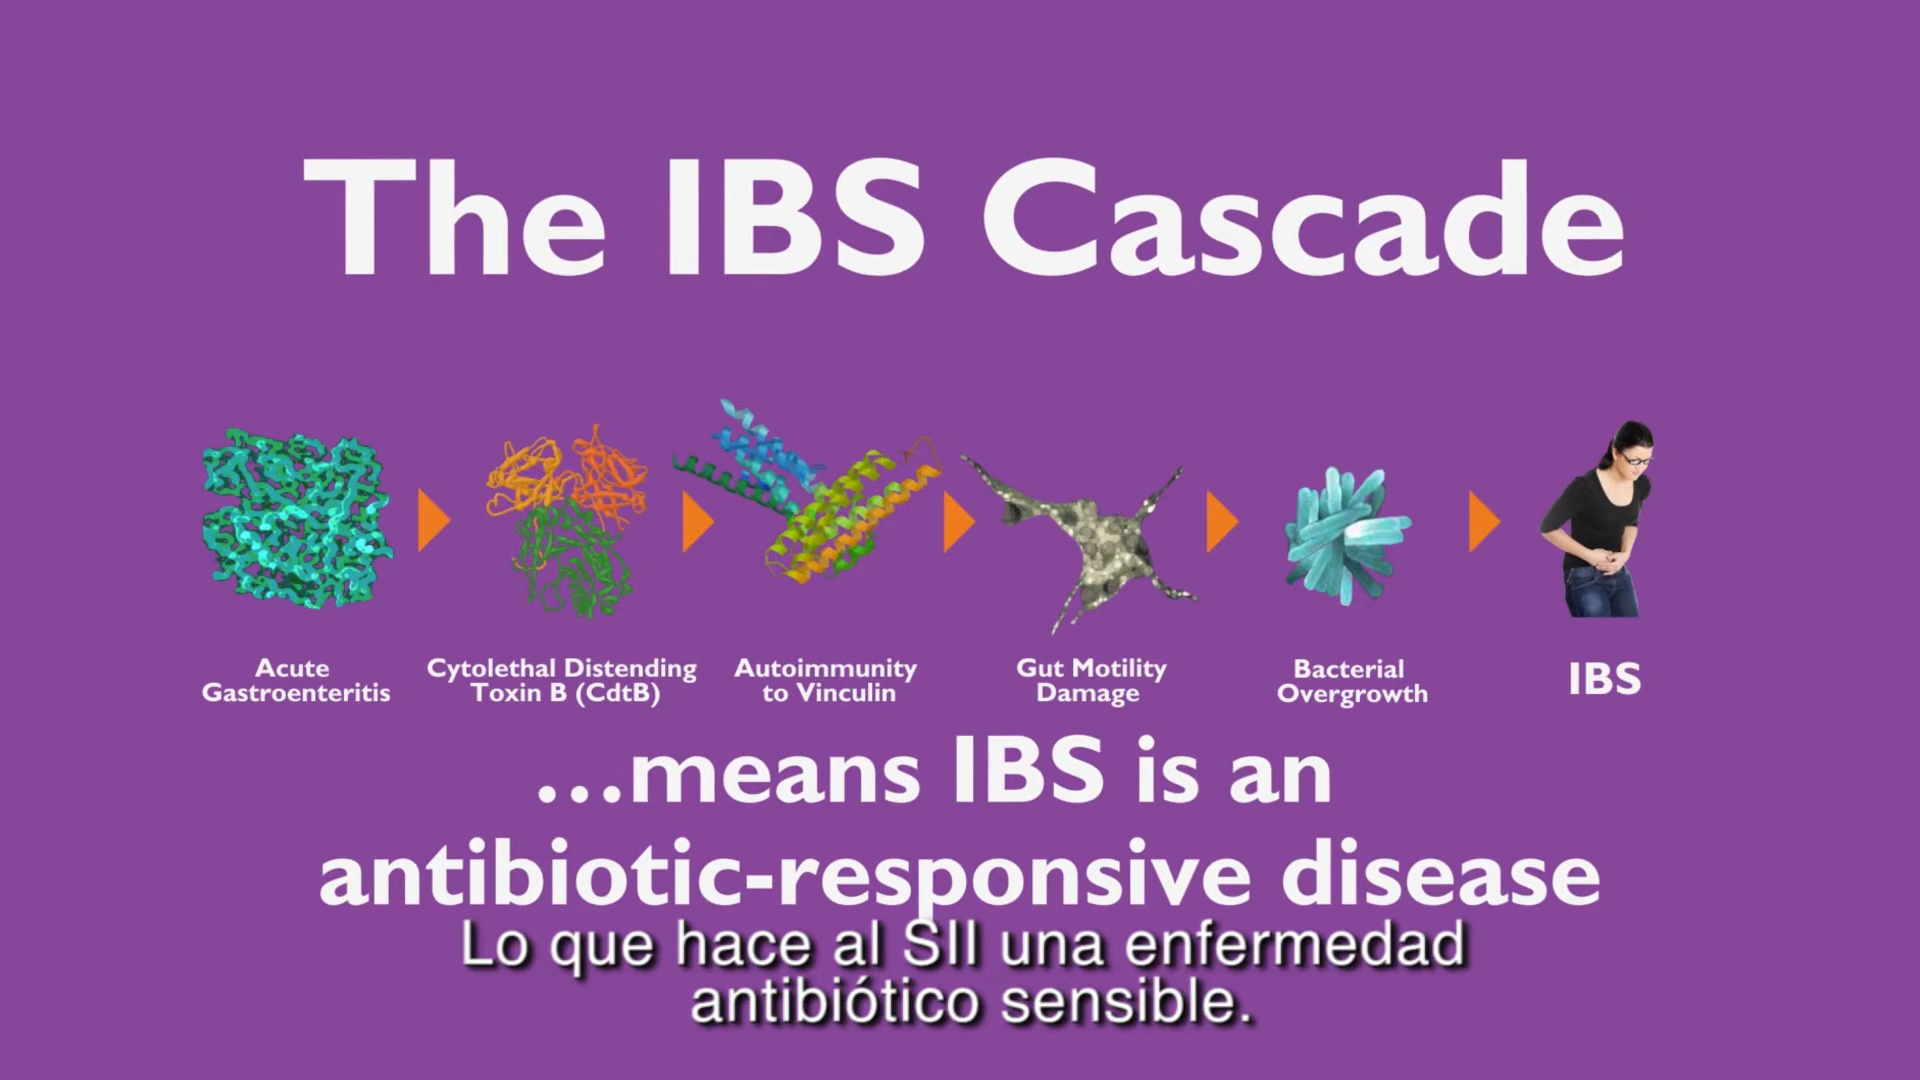 The IBS Cascade
Acute
Gastroenteritis
Cytolethal Distending
Toxin B (CdtB)
Autoimmunity
to Vinculin
Gut Motility
Damage
Bacterial
Overgrowth
IBS
...means IBS is an
antibiotic-responsive disease
Lo que hace al SII una enfermedad
antibiótico sensible.